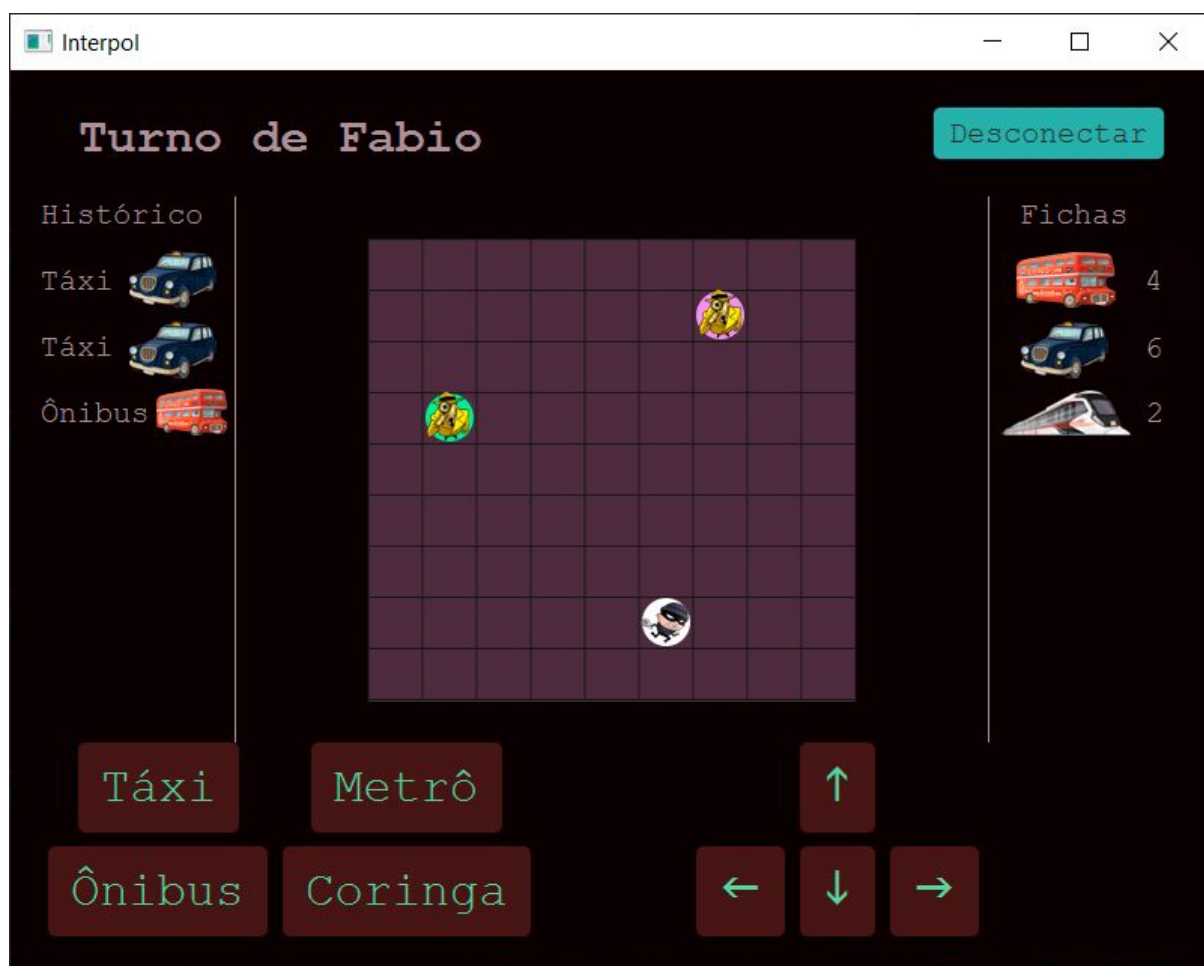 Interpol
Turno de Fabio
Desconectar
Histórico
Táxi
Táxi
Ônibus
Fichas
4
6
2
Táxi
Metrô
↑
Ônibus
Coringa
← ↓ →